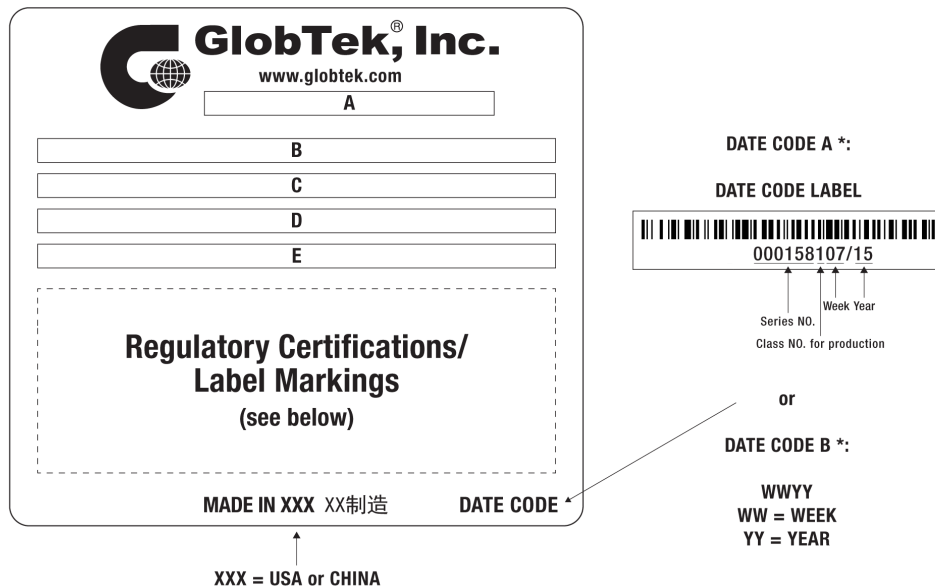 GlobTek,® Inc.
www.globtek.com
A
B
C
D
E
Regulatory Certifications/
Label Markings
(see below)
MADE IN XXX XX制造 DATE CODE
XXX = USA or CHINA
DATE CODE A *:
DATE CODE LABEL
000158107/15
Week Year
Series NO.
Class NO. for production
or
DATE CODE B *:
WWYY
WW = WEEK
YY = YEAR